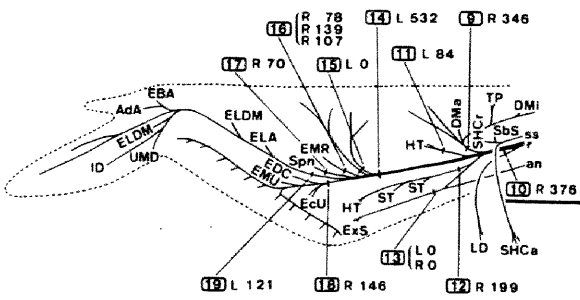 R 78
16 R 139
R 107
14 L 532
9 R 346
17 R 70
15 L 0
11 L 84
EBA
AdA
ELDM
ID
UMD
ELDM
ELA
EMR
Spn
EDC
EMU
EcU
HT
ST
ST
ExS
HT
DMa
SHCr
TP
DMi
SbS
ss
r
an
10 R 376
LD
SHCa
13 L 0
R 0
12 R 199
18 R 146
19 L 121